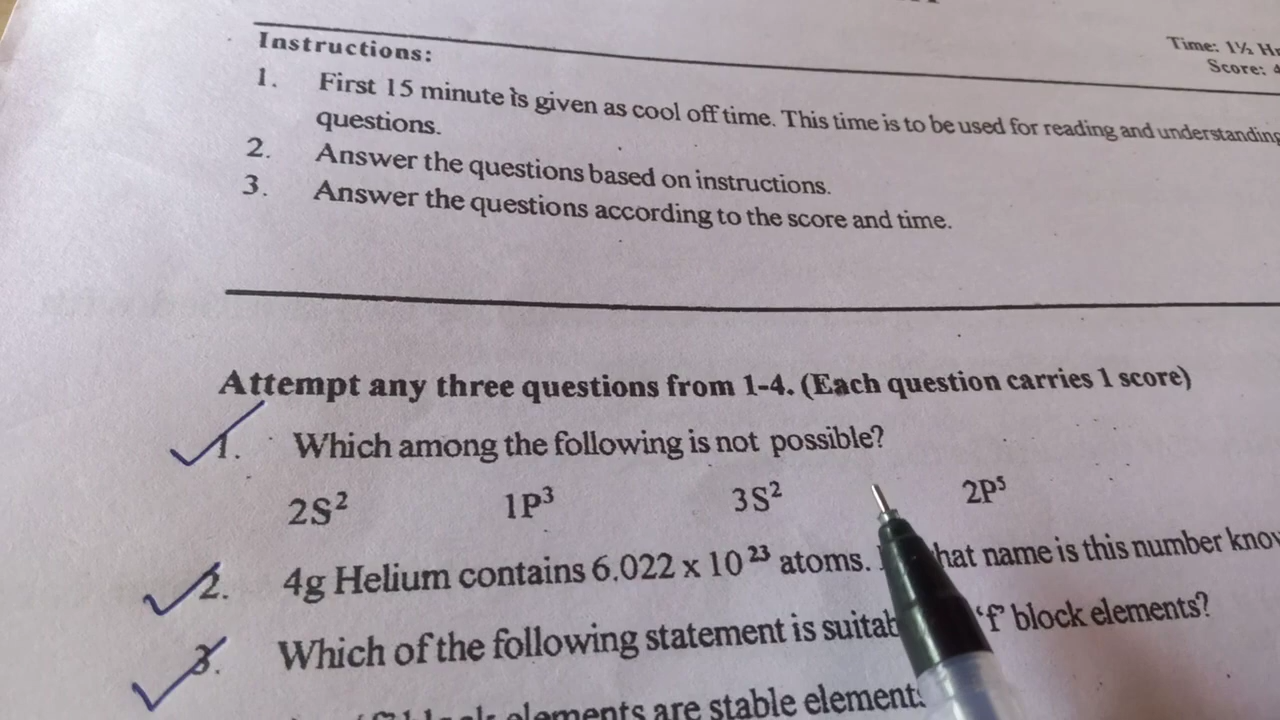 Time: 1½ Hr
Score: 4
Instructions:
1. First 15 minute is given as cool off time. This time is to be used for reading and understanding
questions.
2. Answer the questions based on instructions.
3. Answer the questions according to the score and time.
Attempt any three questions from 1-4. (Each question carries 1 score)
1. Which among the following is not possible?
2S² 1P³ 3S² 2P⁵
2. 4g Helium contains 6.022 x 10²³ atoms. name is this number
3. Which of the following statement is 'f' block elements?
elements are stable